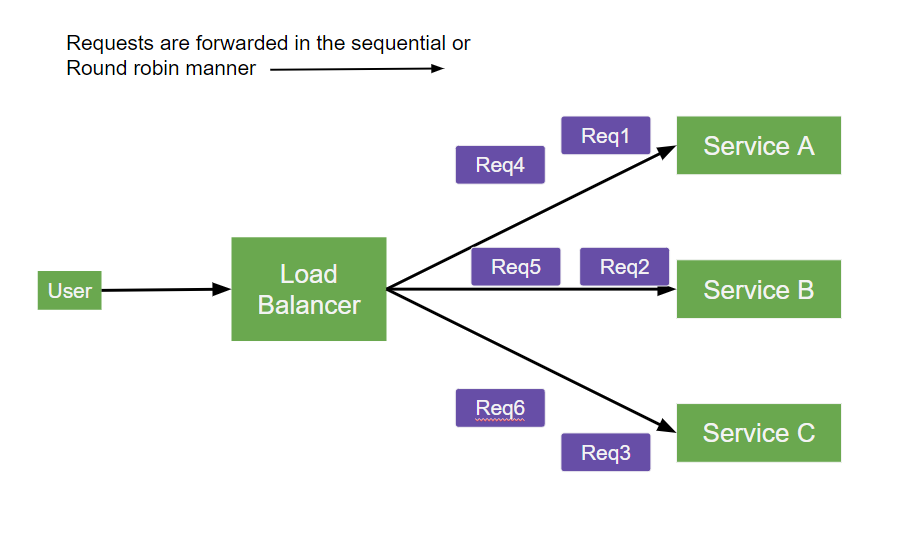 Requests are forwarded in the sequential or
Round robin manner
Req1
Service A
Req4
Load
Balancer
User
Req5
Req2
Service B
Req6
Req3
Service C